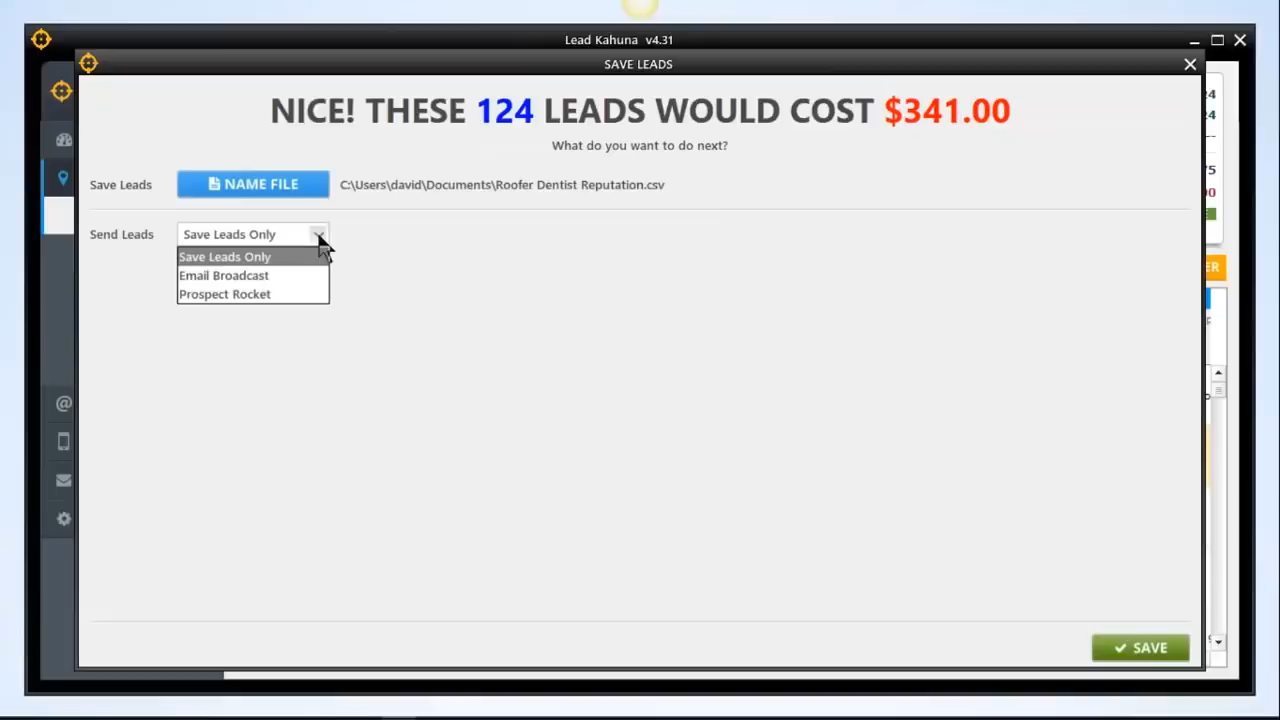 Lead Kahuna v4.31
SAVE LEADS
NICE! THESE 124 LEADS WOULD COST $341.00
What do you want to do next?
Save Leads
NAME FILE
C:\Users\david\Documents\Roofer Dentist Reputation.csv
Send Leads
Save Leads Only
Save Leads Only
Email Broadcast
Prospect Rocket
SAVE